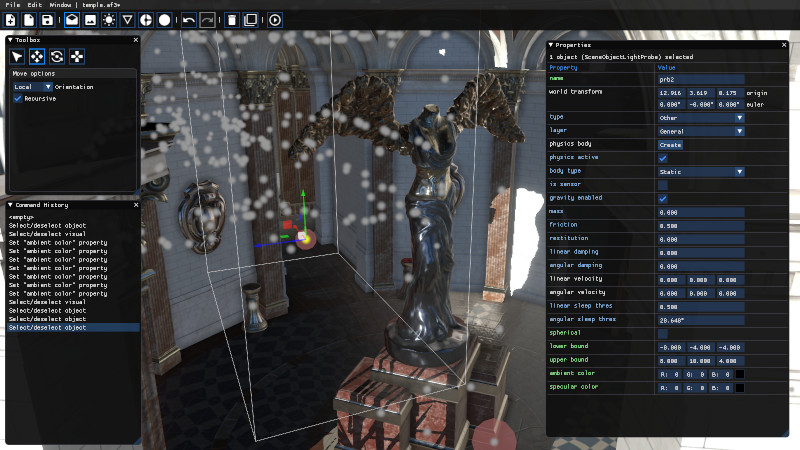 File Edit Window | temple.af3*
Toolbox
Move options
Local Orientation
Recursive
Command History
<empty>
Select/deselect object
Select/deselect visual
Set "ambient color" property
Set "ambient color" property
Set "ambient color" property
Set "ambient color" property
Set "ambient color" property
Set "ambient color" property
Set "ambient color" property
Select/deselect visual
Select/deselect object
Select/deselect object
Select/deselect object
Properties
1 object (SceneObjectLightProbe) selected
Property Value
name prb2
world transform 12.916 3.619 0.175 origin
0.000° -0.000° 0.000° euler
type Other
layer General
physics body Create
physics active
body type Static
is sensor
gravity enabled
mass 0.000
friction 0.500
restitution 0.000
linear damping 0.000
angular damping 0.000
linear velocity 0.000 0.000 0.000
angular velocity 0.000 0.000 0.000
linear sleep thres 0.500
angular sleep thres 28.648°
spherical
lower bound -0.000 -4.000 -4.000
upper bound 8.000 10.000 4.000
ambient color R: 0 G: 0 B: 0
specular color R: 0 G: 0 B: 0